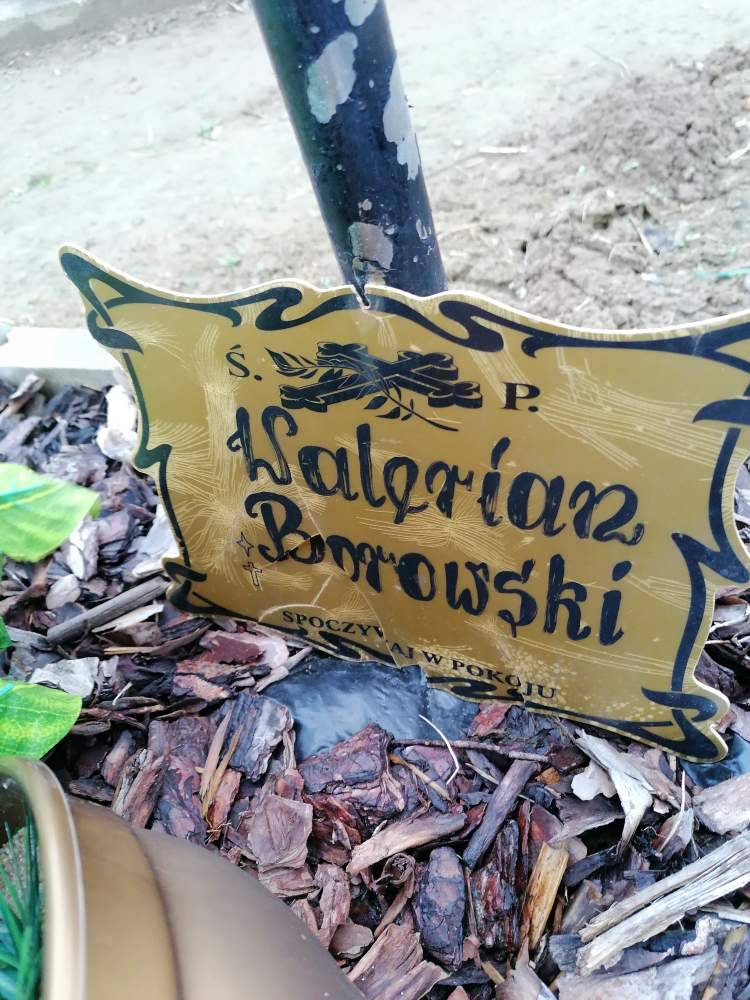 Ś. P.
Walerian
Borowski
SPOCZYWAJ W POKOJU